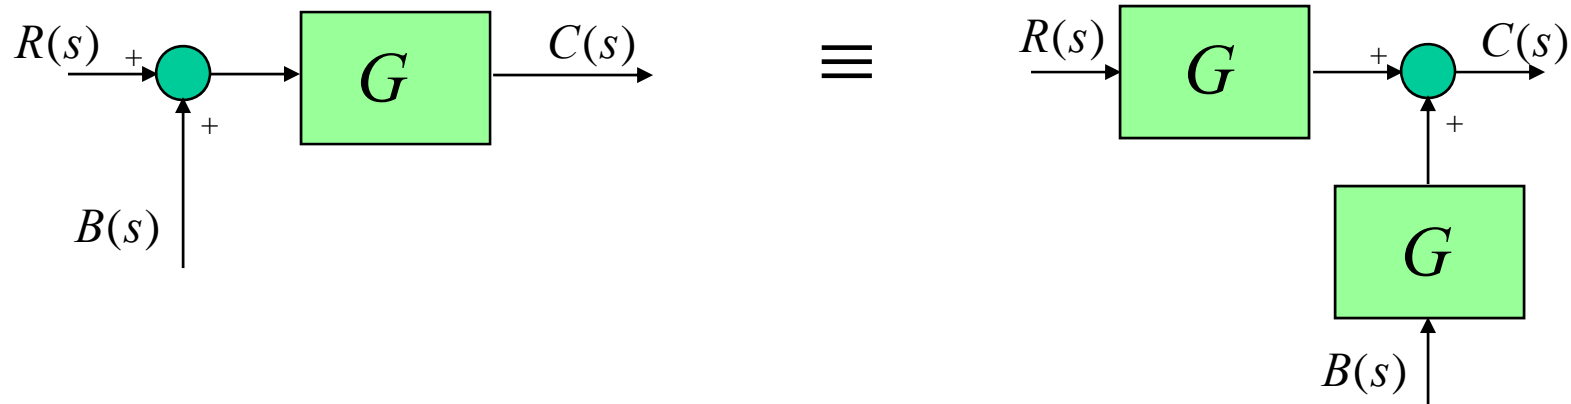 R(s) + G C(s)
+
B(s)
≡
R(s) G + C(s)
+
G
B(s)